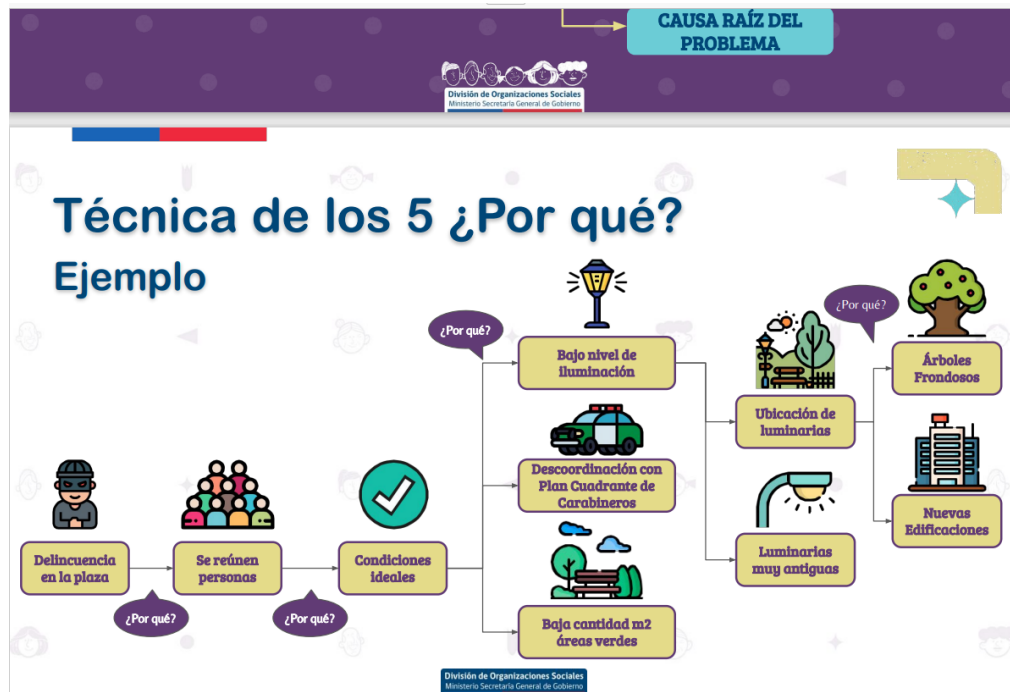 CAUSA RAÍZ DEL
PROBLEMA
División de Organizaciones Sociales
Ministerio Secretaría General de Gobierno
Técnica de los 5 ¿Por qué?
Ejemplo
¿Por qué?
¿Por qué?
Bajo nivel de
iluminación
Árboles
Frondosos
Ubicación de
luminarias
Descoordinación con
Plan Cuadrante de
Carabineros
Nuevas
Edificaciones
Delincuencia
en la plaza
Se reúnen
personas
Condiciones
ideales
Luminarias
muy antiguas
¿Por qué?
¿Por qué?
Baja cantidad m2
áreas verdes
División de Organizaciones Sociales
Ministerio Secretaría General de Gobierno